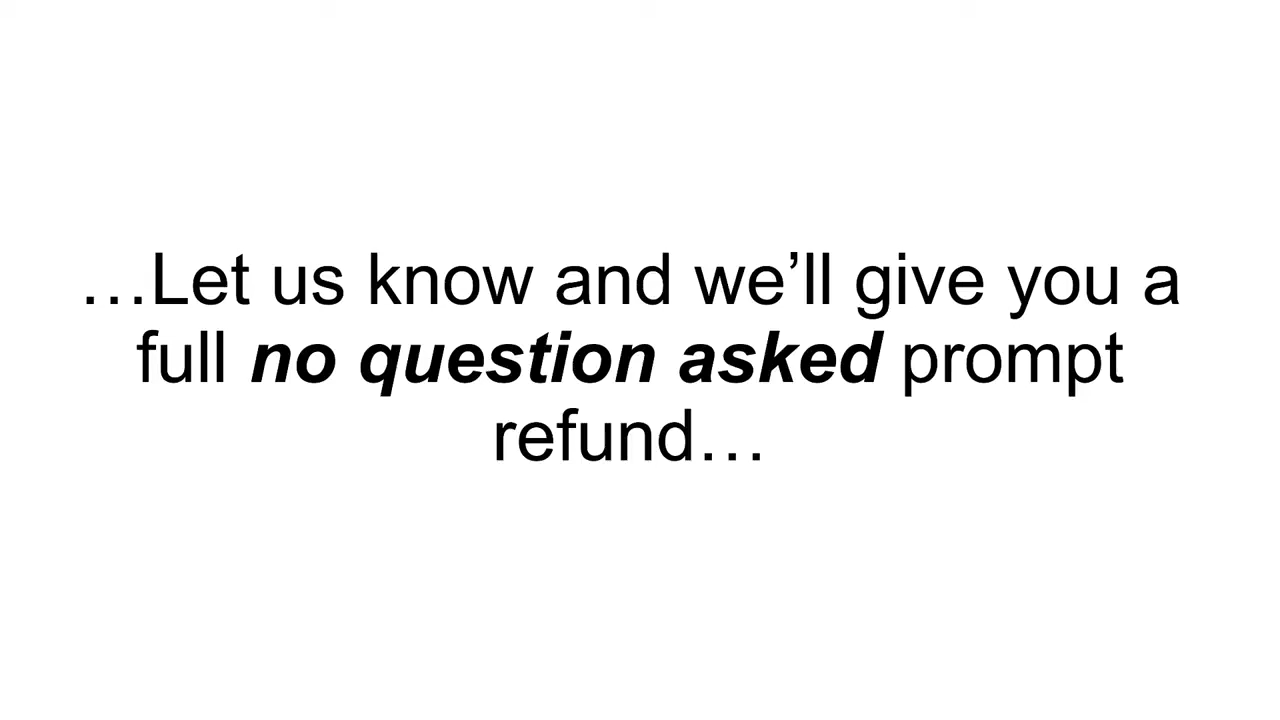 …Let us know and we’ll give you a
full no question asked prompt
refund…